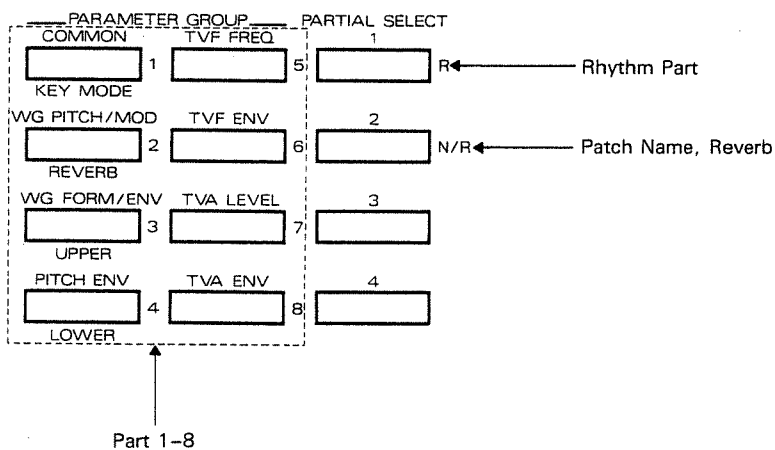 PARAMETER GROUP PARTIAL SELECT
COMMON TVF FREQ 1
1 5 R Rhythm Part
KEY MODE
WG PITCH/MOD TVF ENV 2
2 6 N/R Patch Name, Reverb
REVERB
WG FORM/ENV TVA LEVEL 3
3 7
UPPER
PITCH ENV TVA ENV 4
4 8
LOWER
Part 1-8